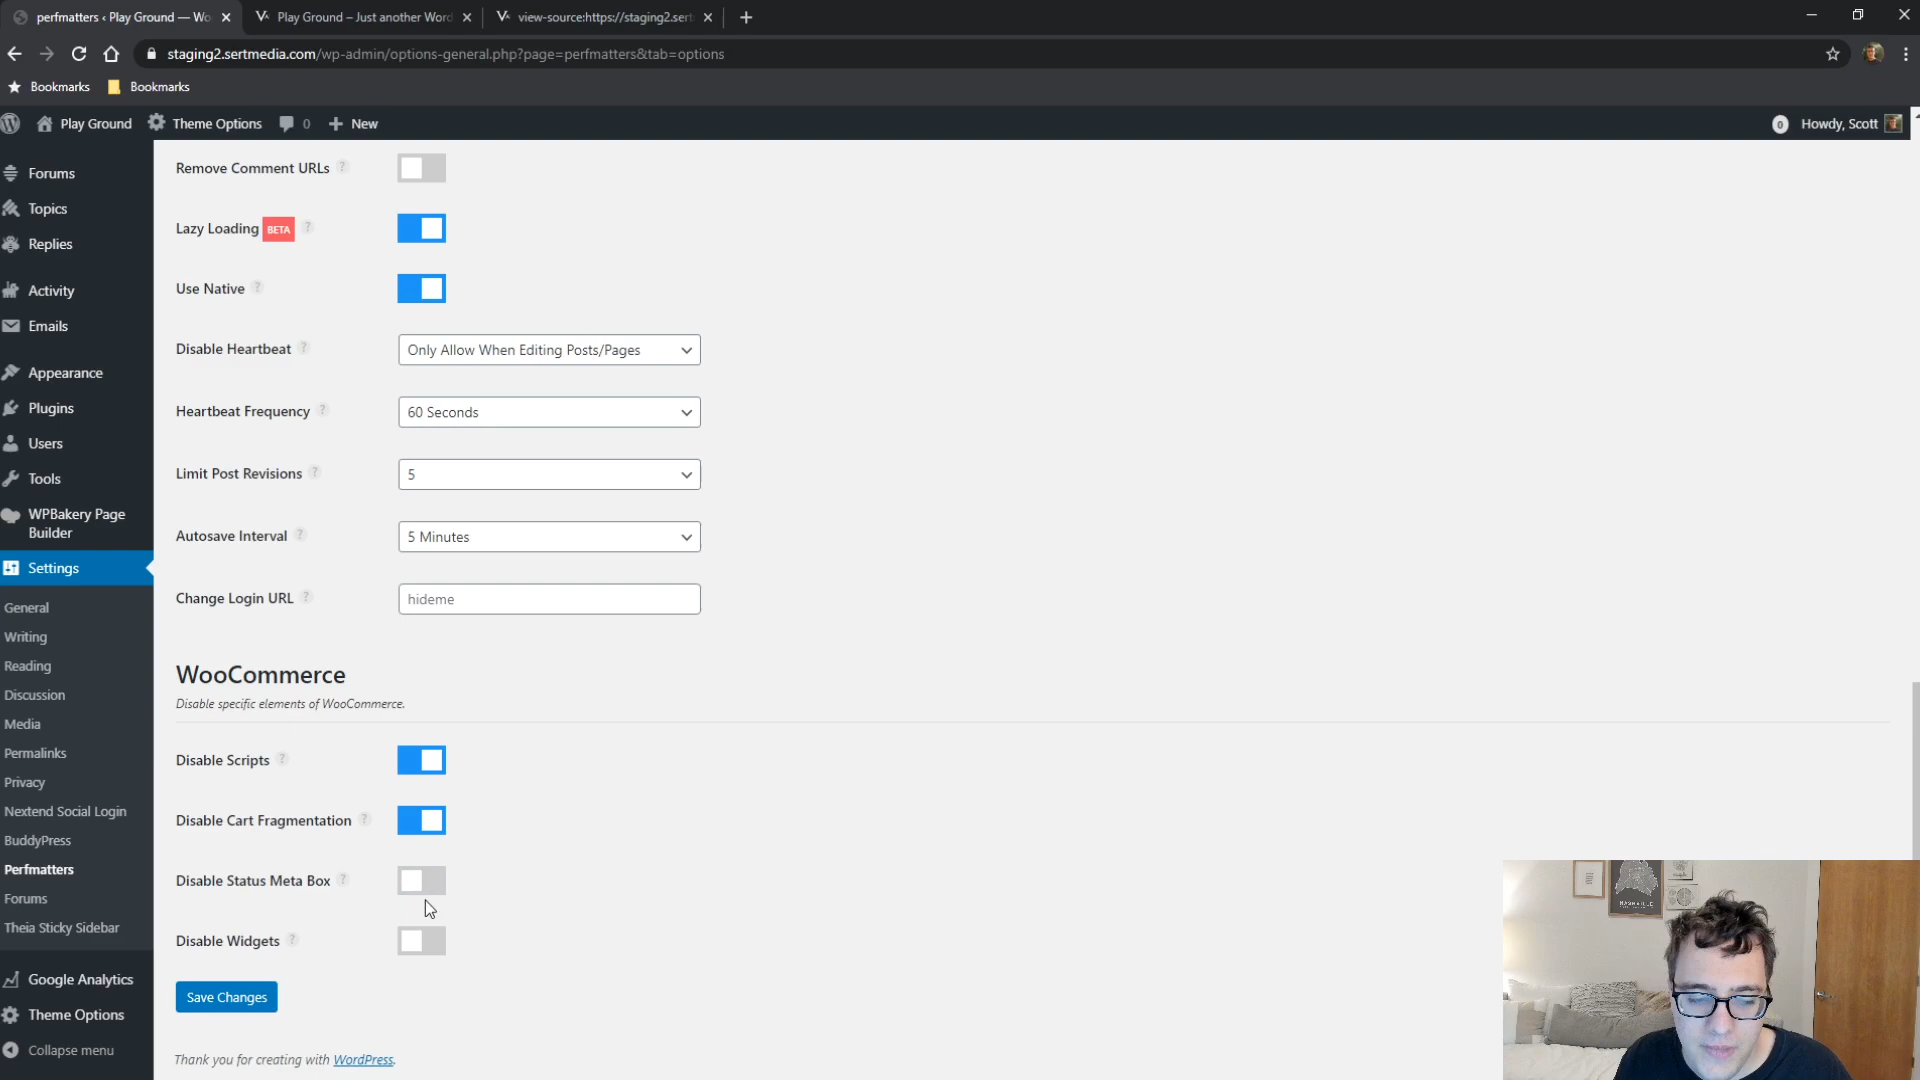 perfmatters ‹ Play Ground — Wo
Play Ground – Just another Word
view-source:https://staging2.sert
staging2.sertmedia.com/wp-admin/options-general.php?page=perfmatters&tab=options
Bookmarks
Bookmarks
Play Ground
Theme Options
0
New
0
Howdy, Scott
Forums
Topics
Replies
Activity
Emails
Appearance
Plugins
Users
Tools
WPBakery Page
Builder
Settings
General
Writing
Reading
Discussion
Media
Permalinks
Privacy
Nextend Social Login
BuddyPress
Perfmatters
Forums
Theia Sticky Sidebar
Google Analytics
Theme Options
Collapse menu
Remove Comment URLs ?
Lazy Loading BETA ?
Use Native ?
Disable Heartbeat ?
Only Allow When Editing Posts/Pages
Heartbeat Frequency ?
60 Seconds
Limit Post Revisions ?
5
Autosave Interval ?
5 Minutes
Change Login URL ?
hideme
WooCommerce
Disable specific elements of WooCommerce.
Disable Scripts ?
Disable Cart Fragmentation ?
Disable Status Meta Box ?
Disable Widgets ?
Save Changes
Thank you for creating with WordPress.
NASHVILLE